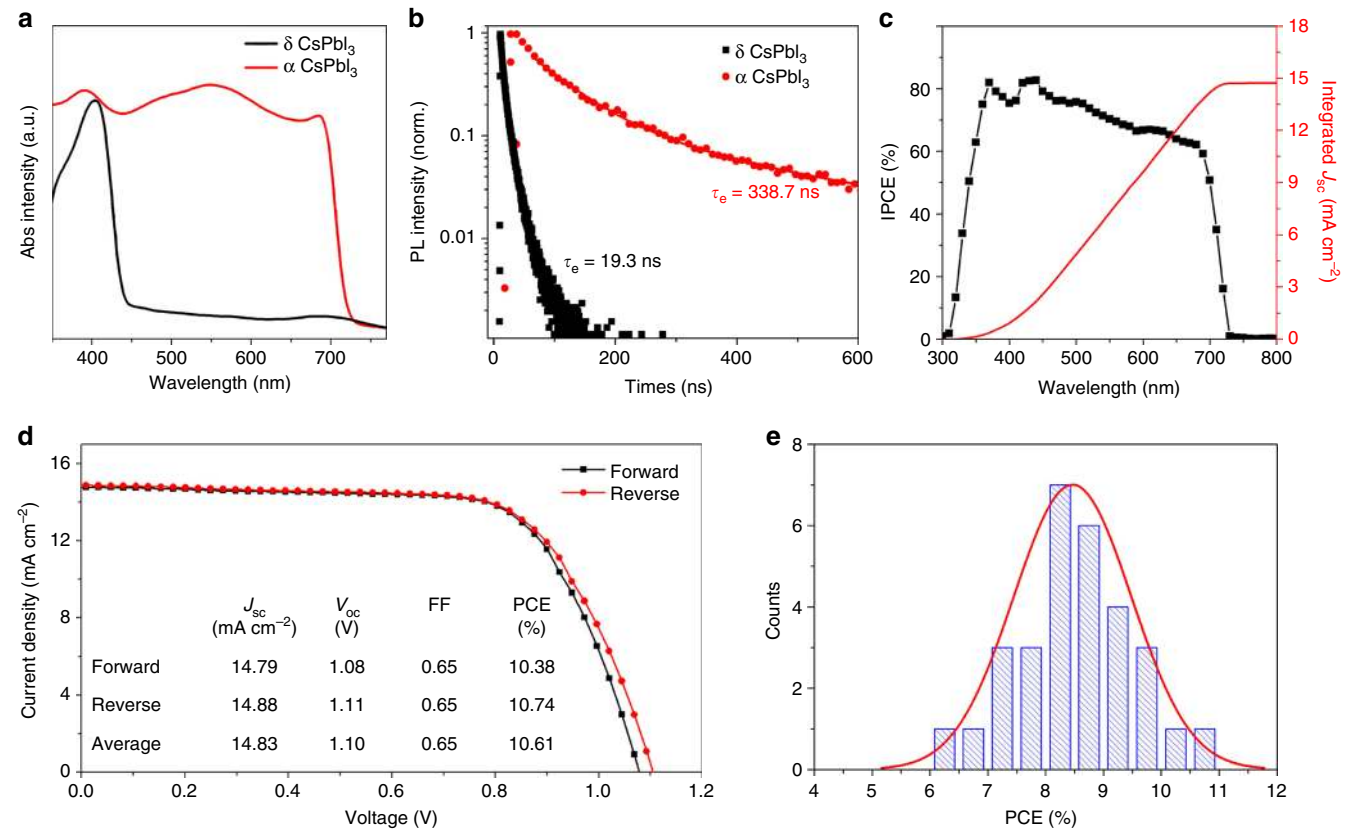 a
δ CsPbI₃
α CsPbI₃
Abs intensity (a.u.)
400 500 600 700
Wavelength (nm)
b
1
0.1
0.01
δ CsPbI₃
α CsPbI₃
τₑ = 338.7 ns
τₑ = 19.3 ns
PL intensity (norm.)
0 200 400 600
Times (ns)
c
80
60
40
20
0
IPCE (%)
18
15
12
9
6
3
0
Integrated Jsc (mA cm⁻²)
300 400 500 600 700 800
Wavelength (nm)
d
16
12
8
4
0
Current density (mA cm⁻²)
Forward
Reverse
Jsc Voc FF PCE
(mA cm⁻²) (V) (%)
Forward 14.79 1.08 0.65 10.38
Reverse 14.88 1.11 0.65 10.74
Average 14.83 1.10 0.65 10.61
0.0 0.2 0.4 0.6 0.8 1.0 1.2
Voltage (V)
e
8
6
4
2
0
Counts
4 5 6 7 8 9 10 11 12
PCE (%)